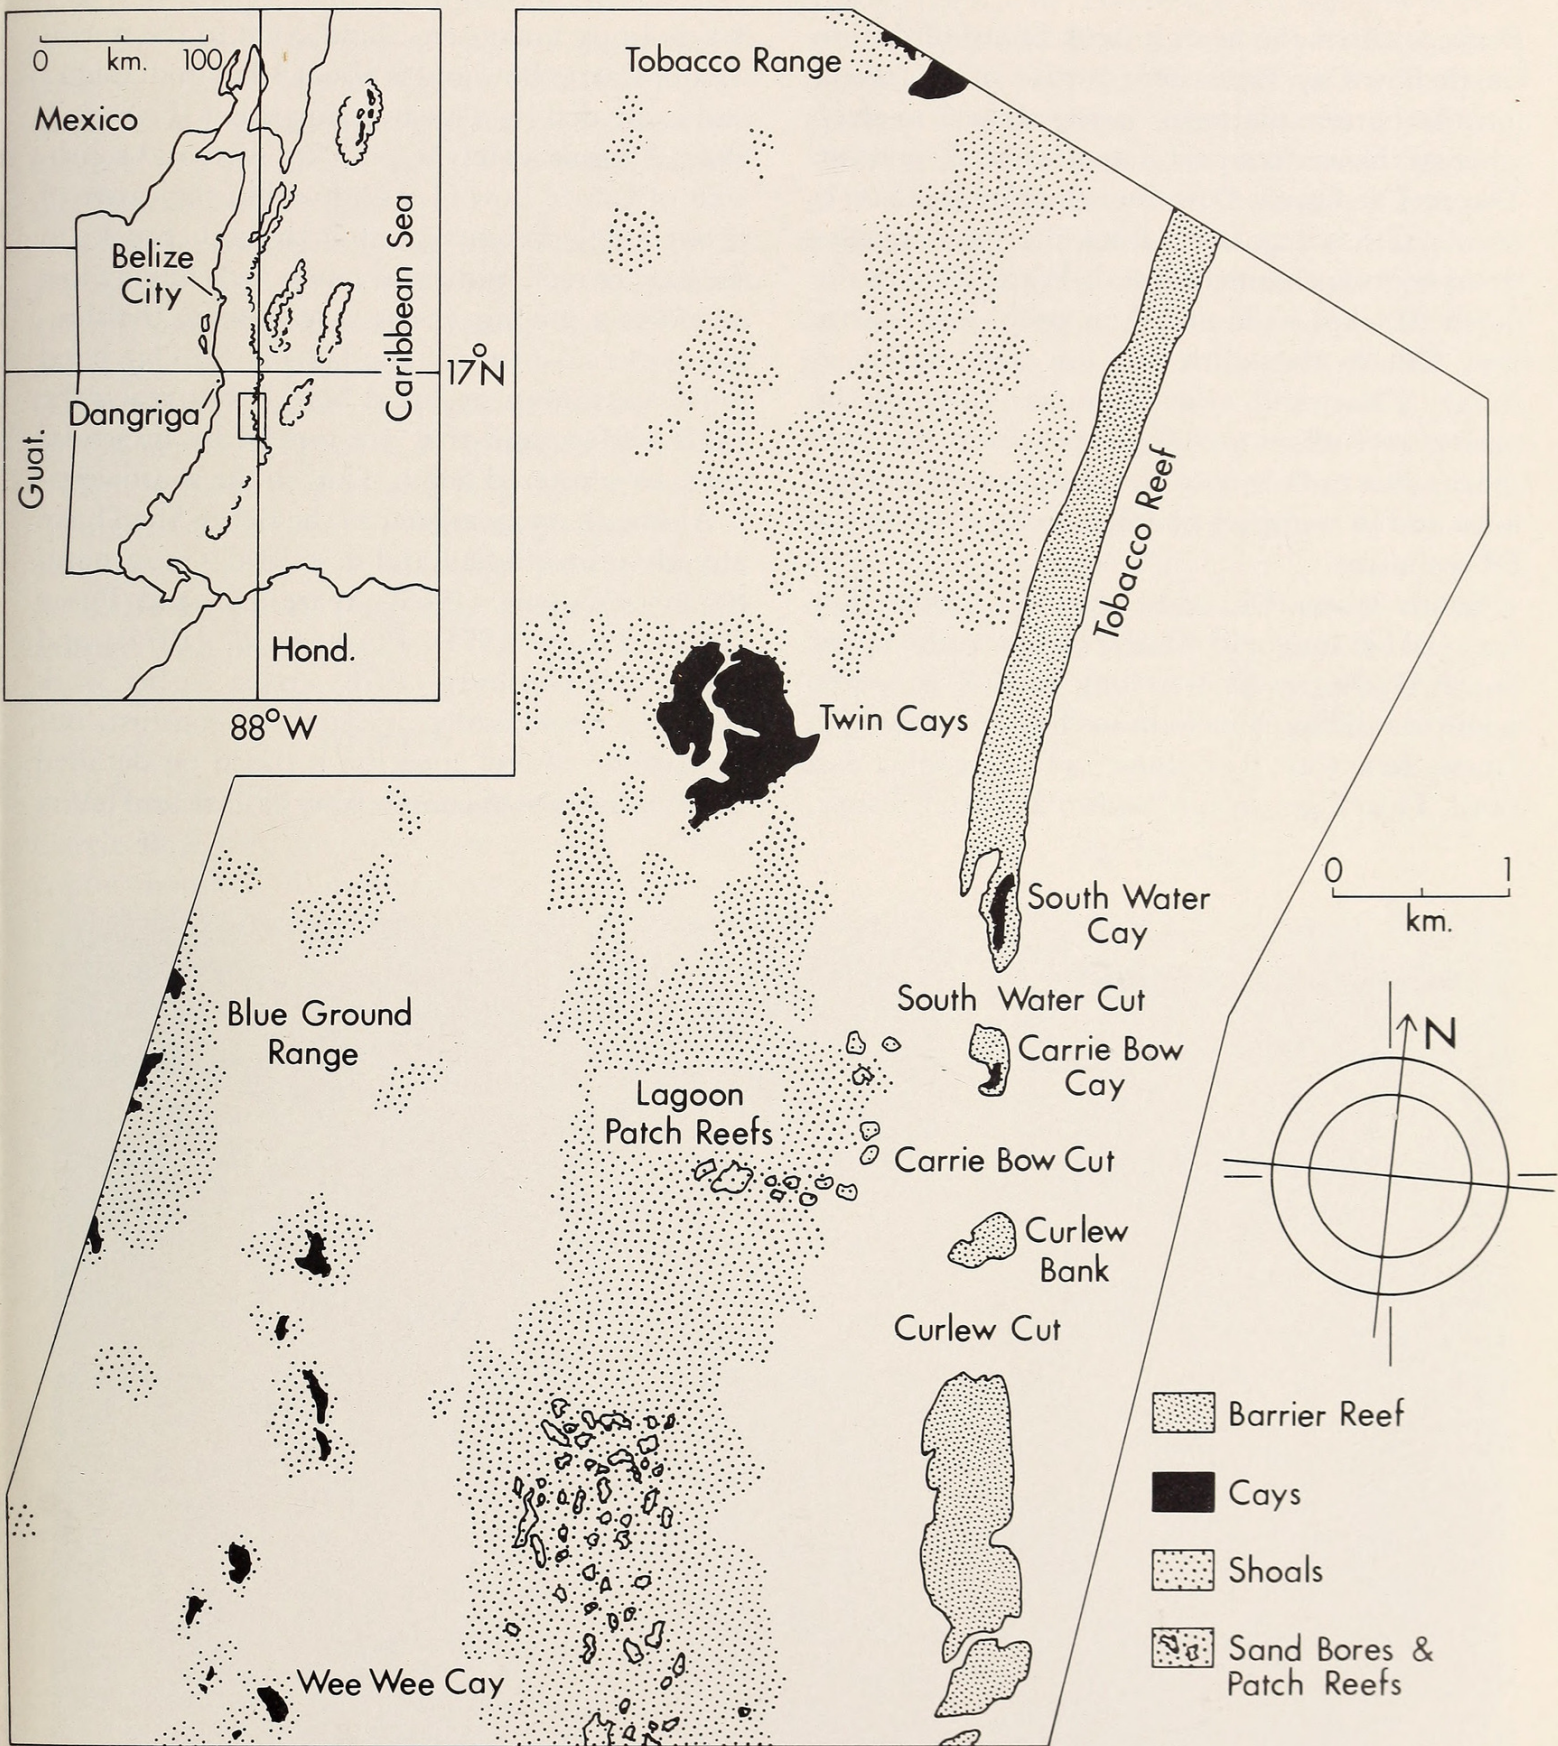 0 km. 100
Mexico
Belize
City
Caribbean Sea
17°N
Dangriga
Guat.
Hond.
88°W
Tobacco Range
Tobacco Reef
Twin Cays
South Water
Cay
0 1
km.
South Water Cut
N
Blue Ground
Range
Carrie Bow
Cay
Lagoon
Patch Reefs
Carrie Bow Cut
Curlew
Bank
Curlew Cut
Barrier Reef
Cays
Shoals
Sand Bores &
Patch Reefs
Wee Wee Cay